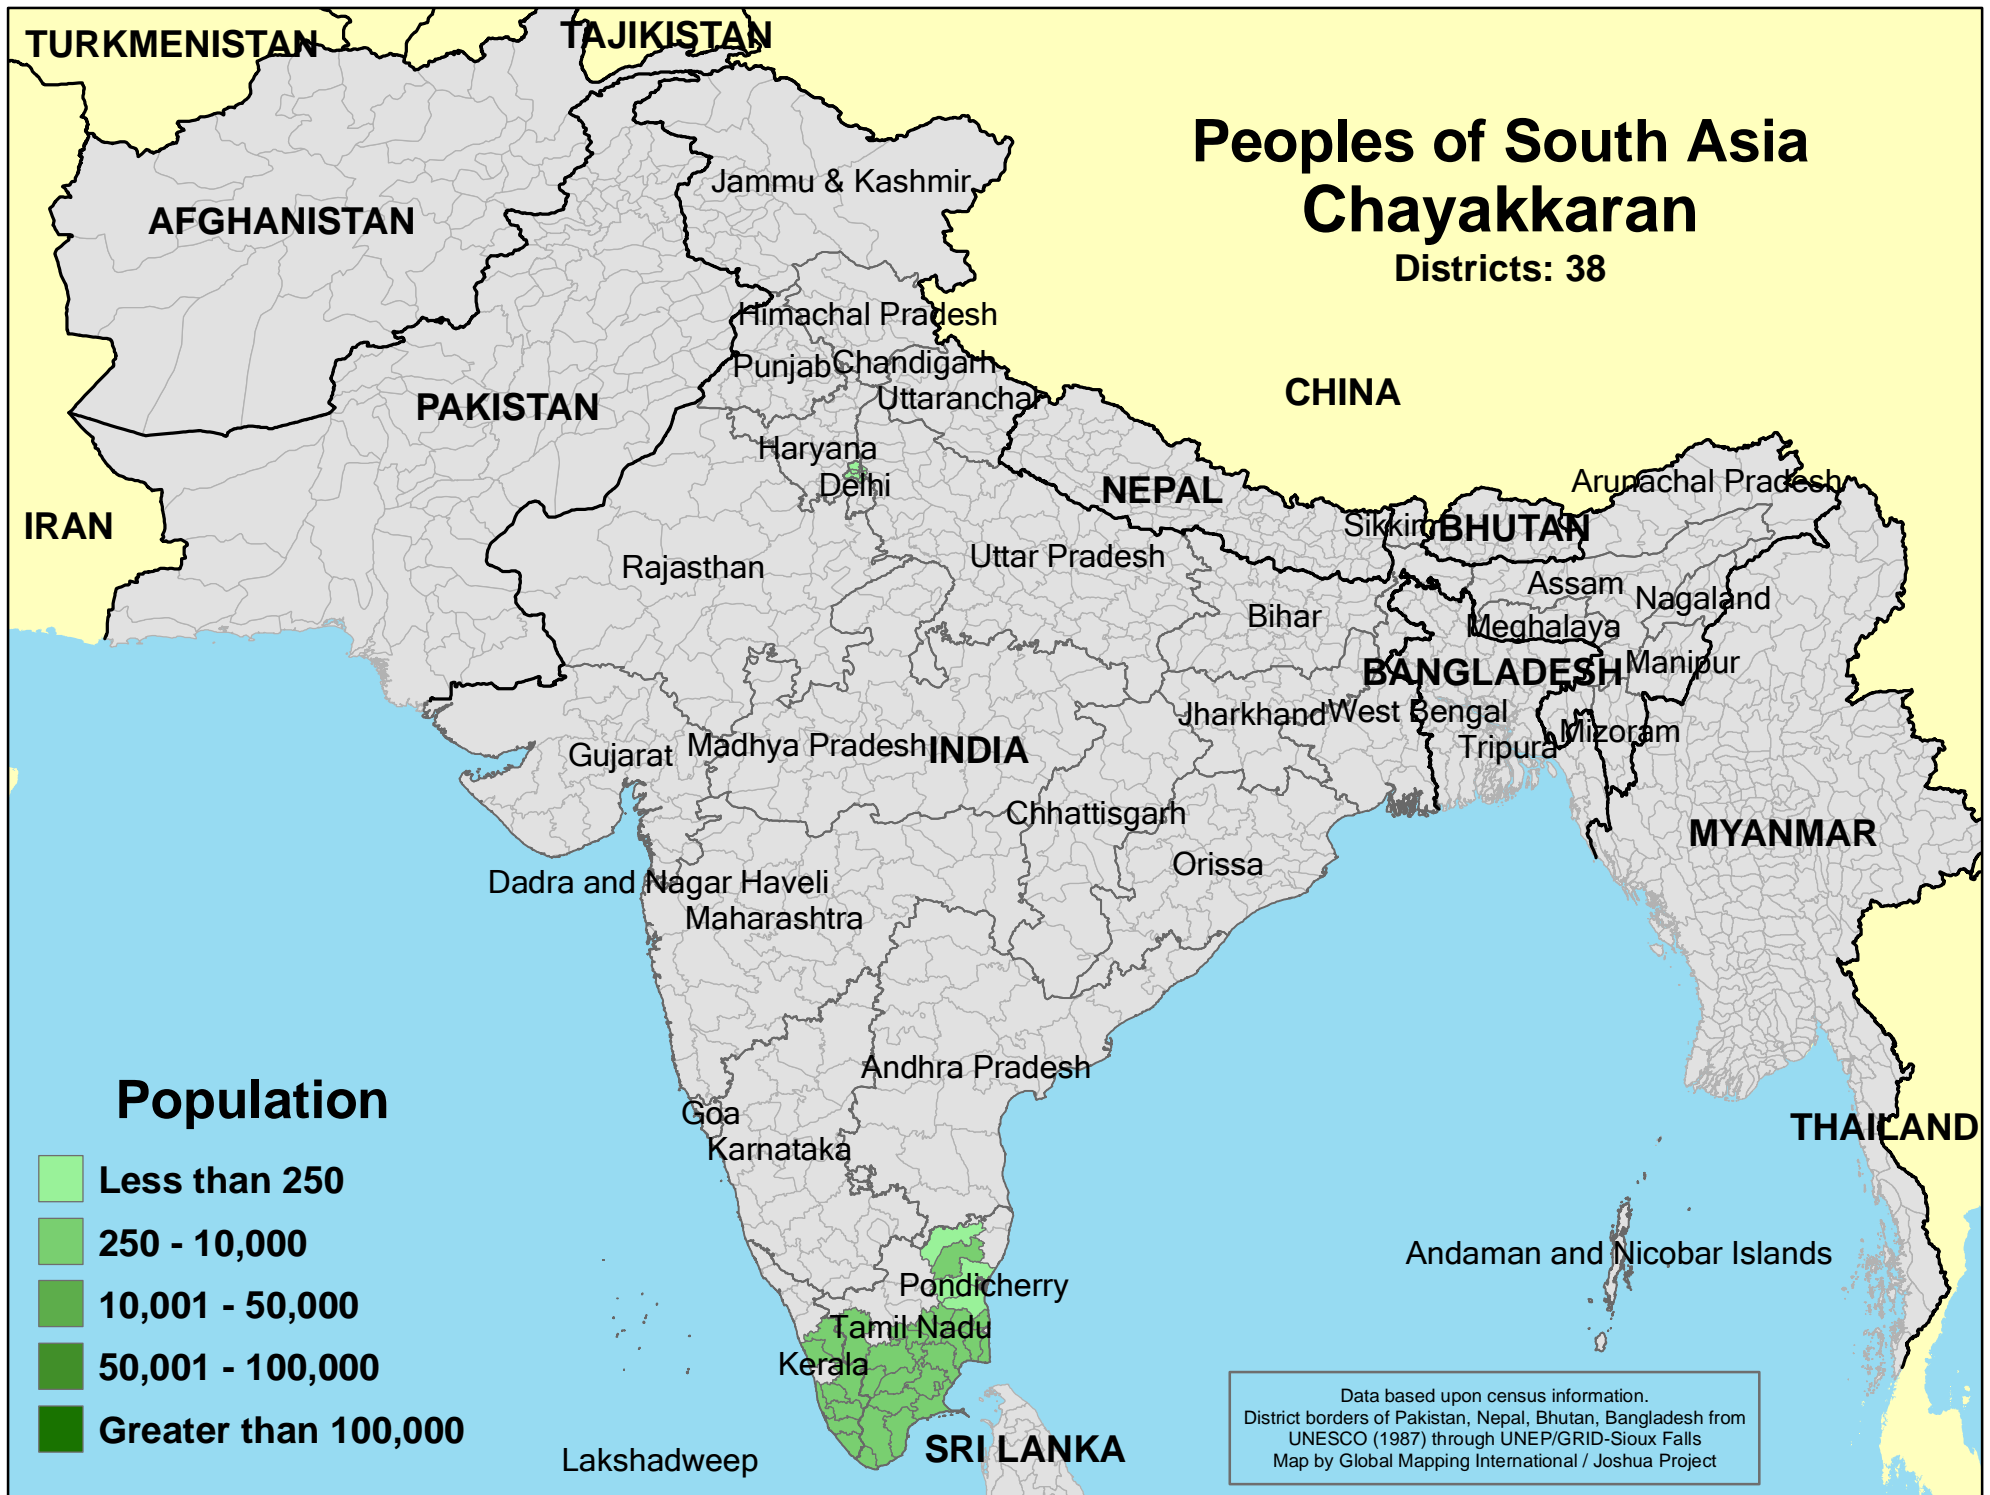 TURKMENISTAN
TAJIKISTAN
Peoples of South Asia
Chayakkaran
Districts: 38
Jammu & Kashmir
AFGHANISTAN
Himachal Pradesh
Punjab
Chandigarh
Uttaranchal
CHINA
PAKISTAN
Haryana
Delhi
NEPAL
Arunachal Pradesh
IRAN
Sikkim
BHUTAN
Rajasthan
Uttar Pradesh
Assam
Nagaland
Bihar
Meghalaya
BANGLADESH
Manipur
Jharkhand
West Bengal
Mizoram
Tripura
Gujarat
Madhya Pradesh
INDIA
Chhattisgarh
MYANMAR
Orissa
Dadra and Nagar Haveli
Maharashtra
Andhra Pradesh
Goa
Karnataka
THAILAND
Population
Less than 250
250 - 10,000
10,001 - 50,000
50,001 - 100,000
Greater than 100,000
Andaman and Nicobar Islands
Pondicherry
Tamil Nadu
Kerala
Lakshadweep
SRI LANKA
Data based upon census information.
District borders of Pakistan, Nepal, Bhutan, Bangladesh from
UNESCO (1987) through UNEP/GRID-Sioux Falls
Map by Global Mapping International / Joshua Project